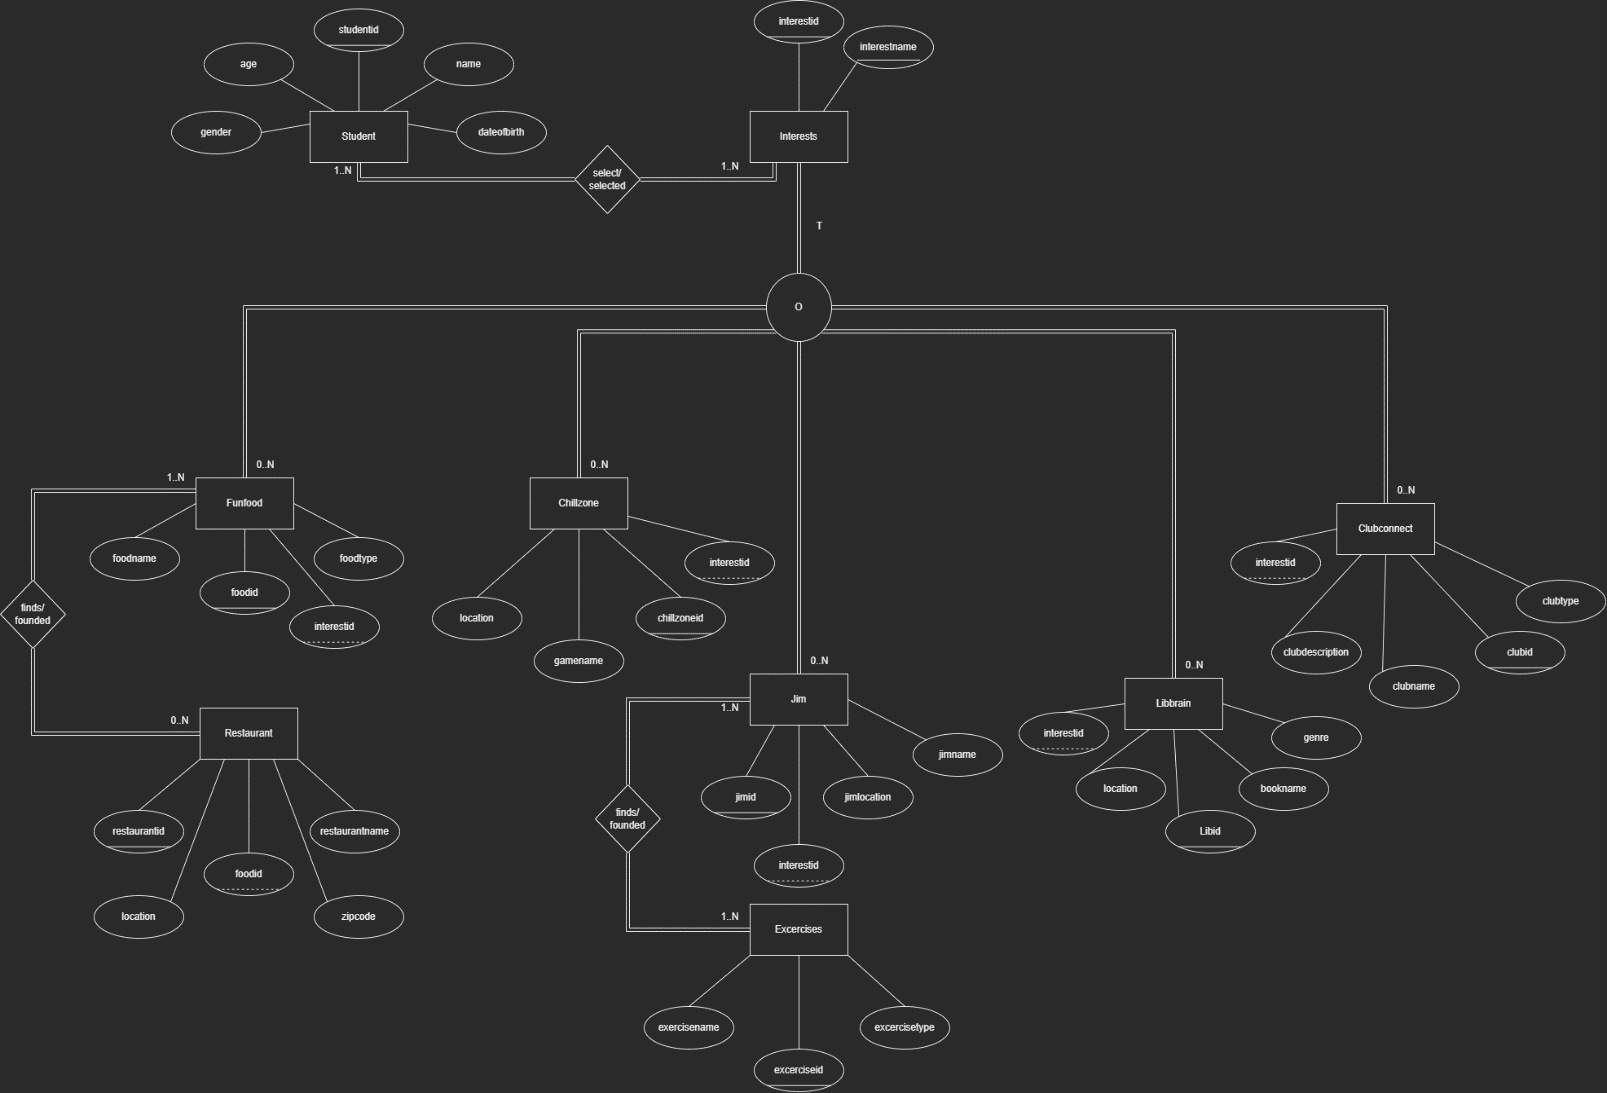 studentid
interestid
interestname
age
name
gender
Student
dateofbirth
Interests
1..N
select/
selected
1..N
T
O
0..N
0..N
0..N
1..N
Funfood
Chillzone
Clubconnect
foodname
foodtype
interestid
interestid
foodid
interestid
location
chillzoneid
gamename
clubtype
clubdescription
clubid
clubname
finds/
founded
0..N
0..N
Jim
1..N
Libbrain
0..N
Restaurant
interestid
genre
jimname
jimid
jimlocation
location
bookname
Libid
restaurantid
restaurantname
foodid
location
zipcode
finds/
founded
interestid
1..N
Excercises
exercisename
excercisetype
excerciseid